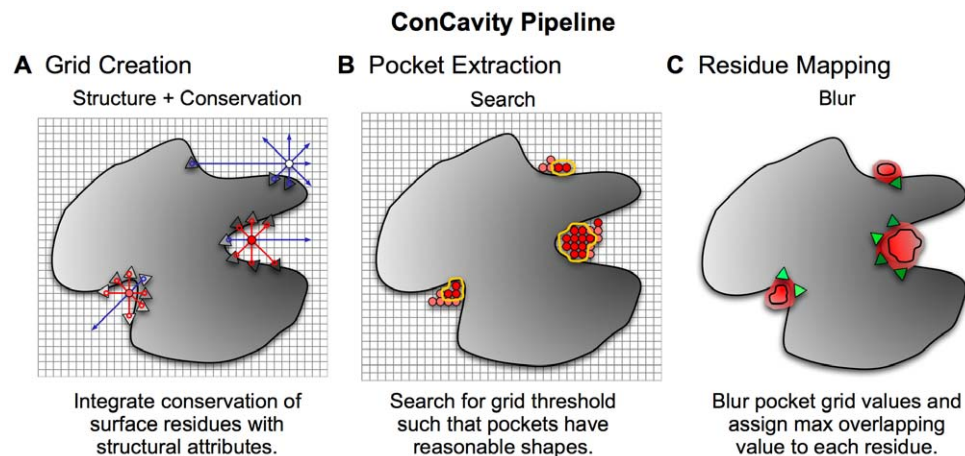 ConCavity Pipeline
A Grid Creation
Structure + Conservation
Integrate conservation of
surface residues with
structural attributes.
B Pocket Extraction
Search
Search for grid threshold
such that pockets have
reasonable shapes.
C Residue Mapping
Blur
Blur pocket grid values and
assign max overlapping
value to each residue.